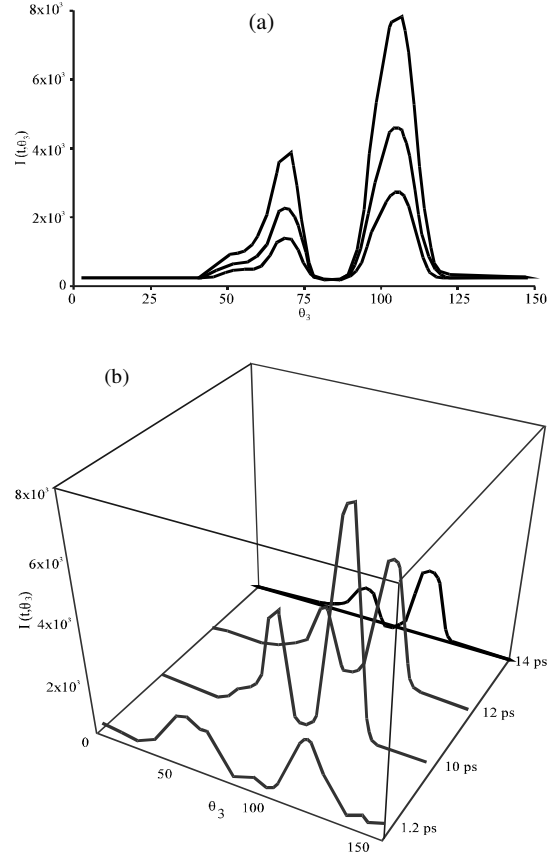 (a)
8x10³
6x10³
4x10³
2x10³
0
I (t,θ₃)
0 25 50 75 100 125 150
θ₃
(b)
8x10³
6x10³
4x10³
2x10³
0
I (t,θ₃)
50
100
150
θ₃
14 ps
12 ps
10 ps
1.2 ps